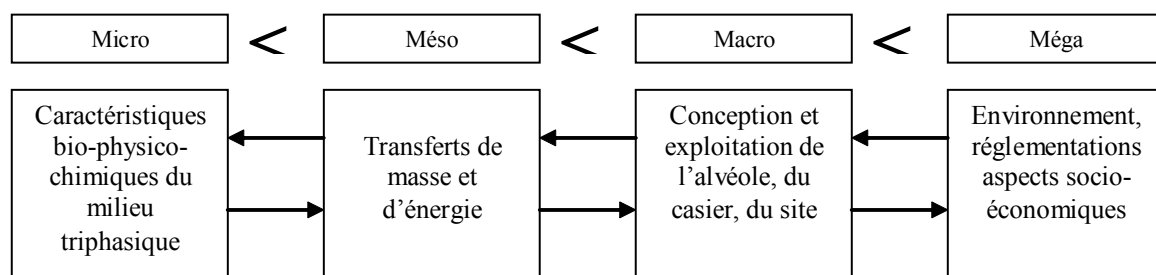 Micro < Méso < Macro < Méga
Caractéristiques
bio-physico-
chimiques du
milieu
triphasique
Transferts de
masse et
d’énergie
Conception et
exploitation de
l’alvéole, du
casier, du site
Environnement,
réglementations
aspects socio-
économiques